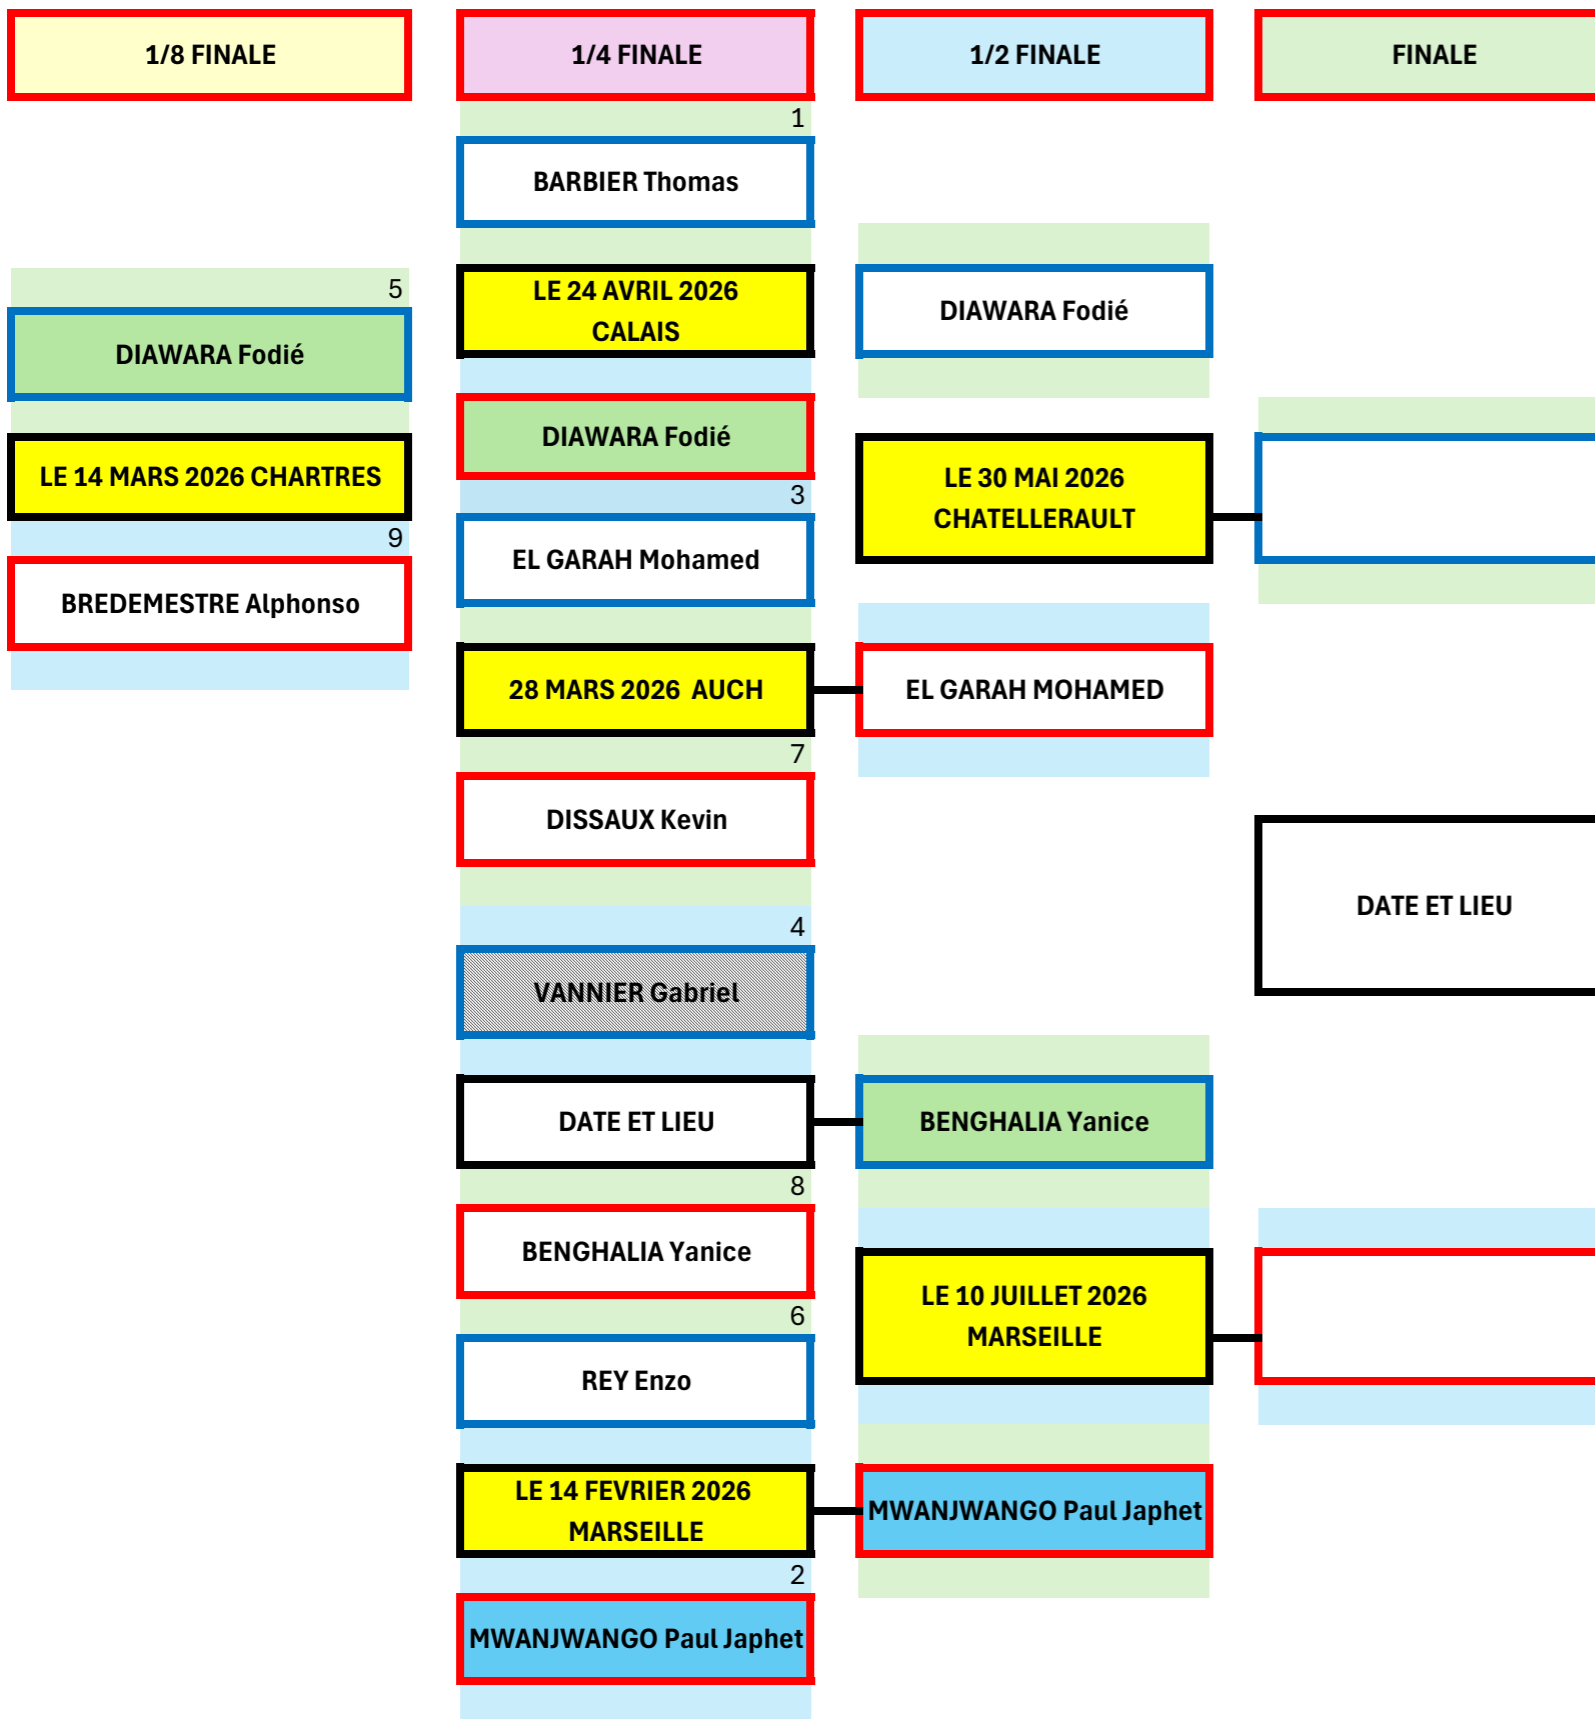 1/8 FINALE
1/4 FINALE
1/2 FINALE
FINALE
1
BARBIER Thomas
LE 24 AVRIL 2026
CALAIS
DIAWARA Fodié
5
DIAWARA Fodié
DIAWARA Fodié
LE 14 MARS 2026 CHARTRES
LE 30 MAI 2026
CHATELLERAULT
3
9
EL GARAH Mohamed
BREDEMESTRE Alphonso
28 MARS 2026  AUCH
EL GARAH MOHAMED
7
DISSAUX Kevin
DATE ET LIEU
4
VANNIER Gabriel
DATE ET LIEU
BENGHALIA Yanice
8
BENGHALIA Yanice
LE 10 JUILLET 2026
MARSEILLE
6
REY Enzo
LE 14 FEVRIER 2026
MARSEILLE
MWANJWANGO Paul Japhet
2
MWANJWANGO Paul Japhet